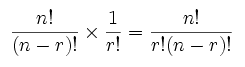 n!/(n − r)! × 1/r! = n!/r!(n − r)!